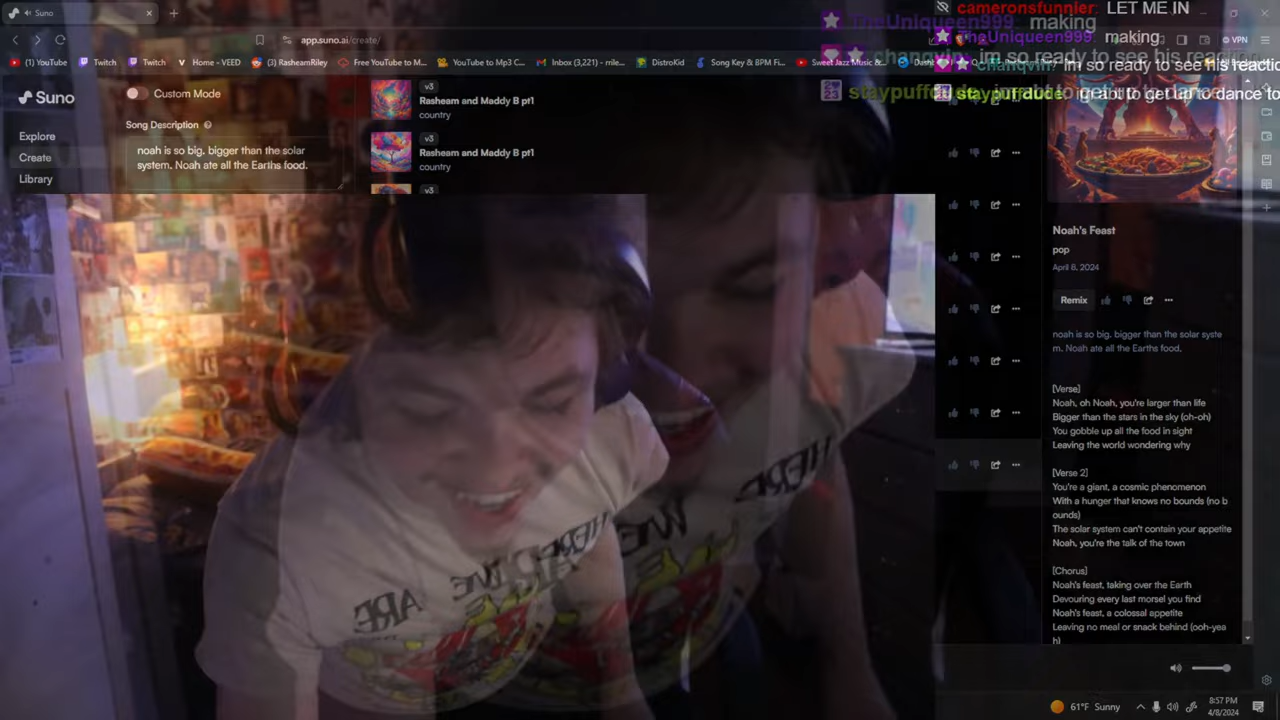 Suno
cameronsfunnier: LET ME IN
TheUniqueen999: making
TheUniqueen999: making
app.suno.ai/create/
VPN
changvin: I'm so ready to see his reactio
(1) YouTube
Twitch
Twitch
Home – VEED
(3) RasheamRiley
Free YouTube to M...
YouTube to Mp3 C...
Inbox (3,221) - rrile...
DistroKid
Song Key & BPM Fi...
Sweet Jazz Music &...
staypuffdude: im abt to get up to dance to
Suno
Custom Mode
v3
Rasheam and Maddy B pt1
country
Song Description
Explore
Create
Library
noah is so big. bigger than the solar
system. Noah ate all the Earths food.
v3
Rasheam and Maddy B pt1
country
v3
Noah's Feast
pop
April 8, 2024
Remix
noah is so big. bigger than the solar syste
m. Noah ate all the Earths food.
[Verse]
Noah, oh Noah, you're larger than life
Bigger than the stars in the sky (oh-oh)
You gobble up all the food in sight
Leaving the world wondering why
[Verse 2]
You're a giant, a cosmic phenomenon
With a hunger that knows no bounds (no b
ounds)
The solar system can't contain your appetite
Noah, you're the talk of the town
[Chorus]
Noah's feast, taking over the Earth
Devouring every last morsel you find
Noah's feast, a colossal appetite
Leaving no meal or snack behind (ooh-yea
h)
HERE
WE
HERE
WE
ARE
61°F Sunny
8:57 PM
4/8/2024